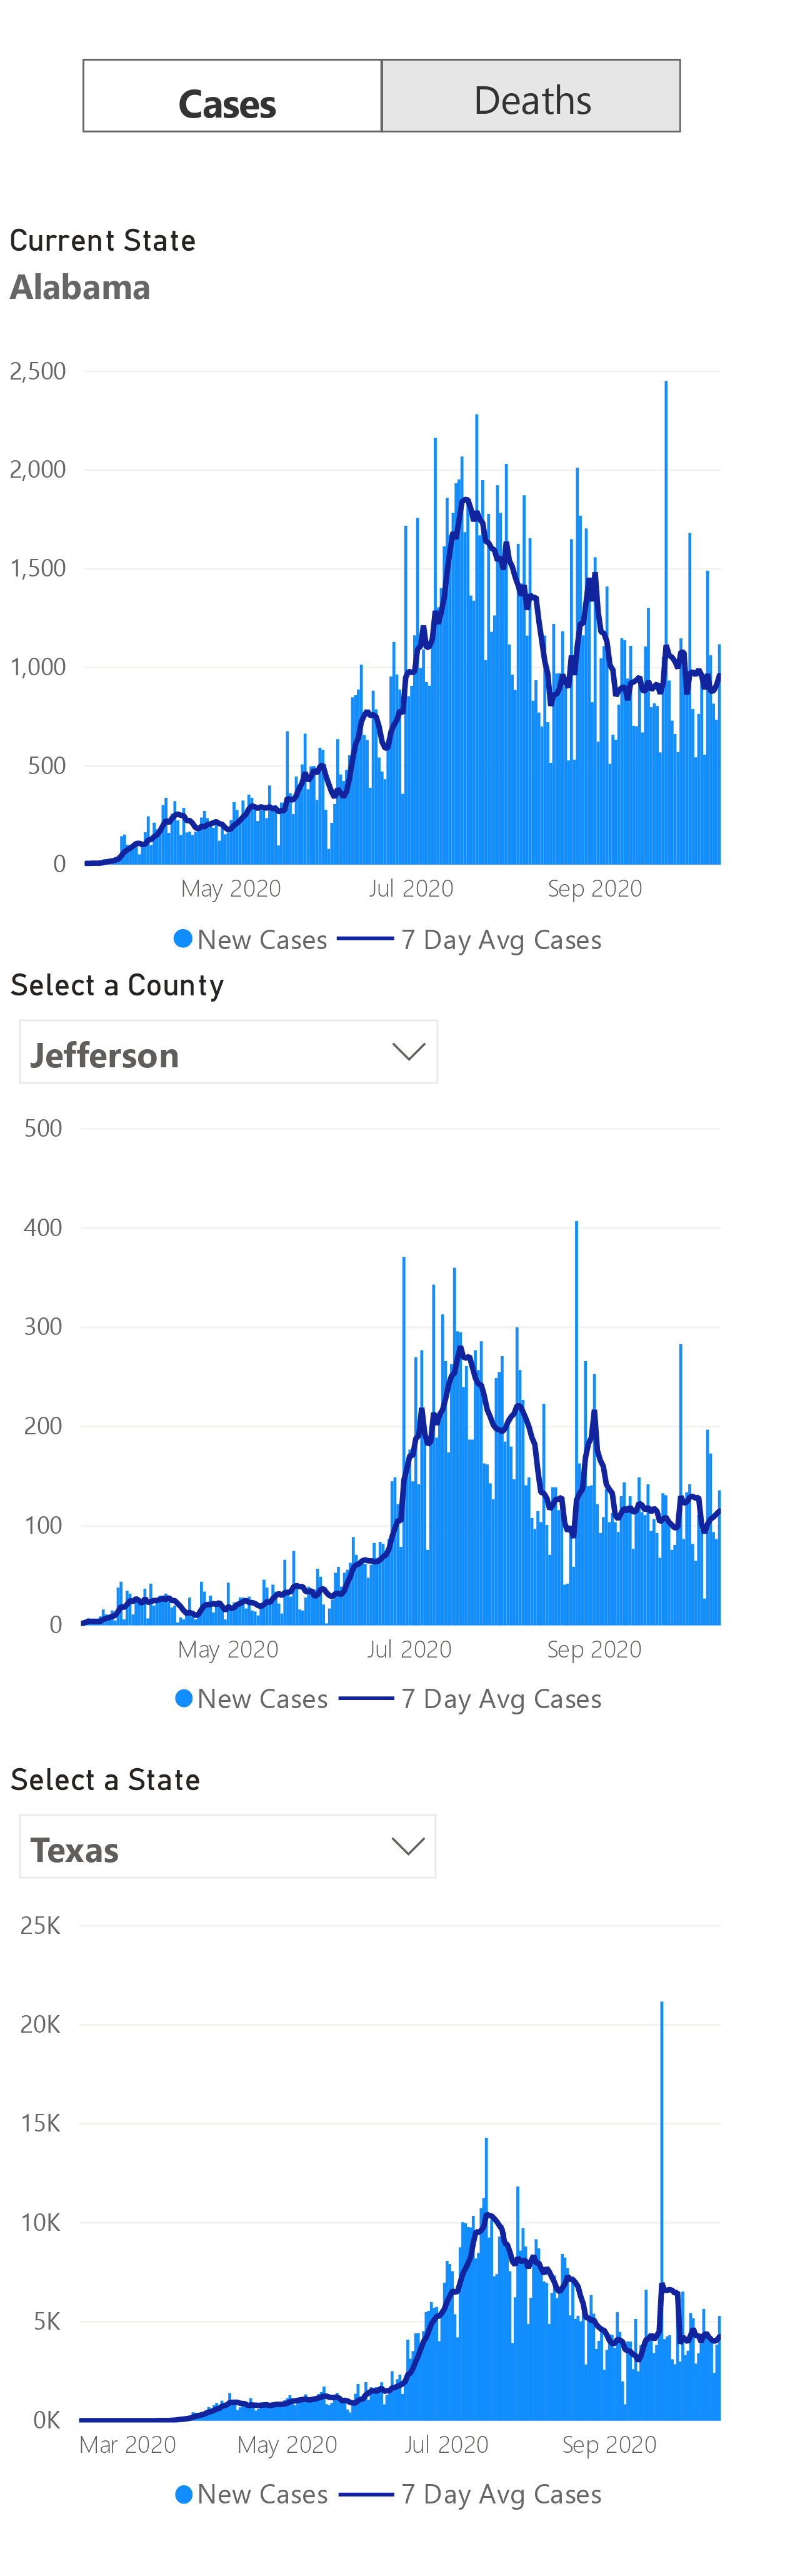 Cases Deaths
Current State
Alabama
2,500
2,000
1,500
1,000
500
0
May 2020 Jul 2020 Sep 2020
New Cases 7 Day Avg Cases
Select a County
Jefferson
500
400
300
200
100
0
May 2020 Jul 2020 Sep 2020
New Cases 7 Day Avg Cases
Select a State
Texas
25K
20K
15K
10K
5K
0K
Mar 2020 May 2020 Jul 2020 Sep 2020
New Cases 7 Day Avg Cases